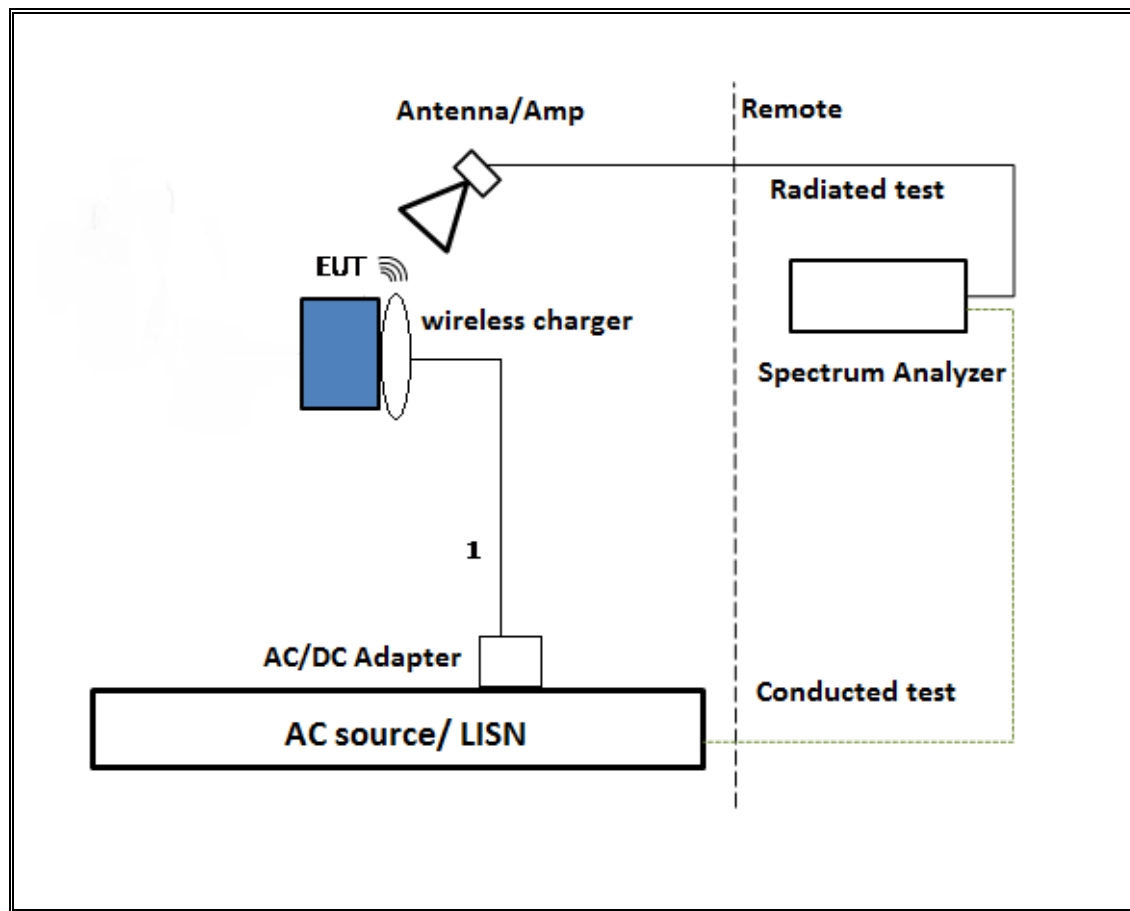 Antenna/Amp
Remote
Radiated test
EUT
wireless charger
Spectrum Analyzer
1
AC/DC Adapter
Conducted test
AC source/ LISN